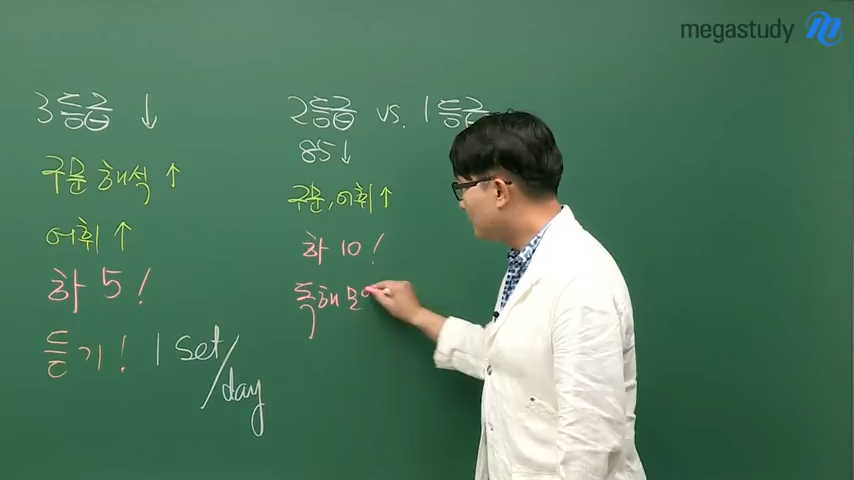 megastudy
3등급 ↓
구문 해석 ↑
어휘 ↑
하 5!
듣기! 1 set/day
2등급 vs. 1등급
85↓
구문, 어휘 ↑
하 10!
독해